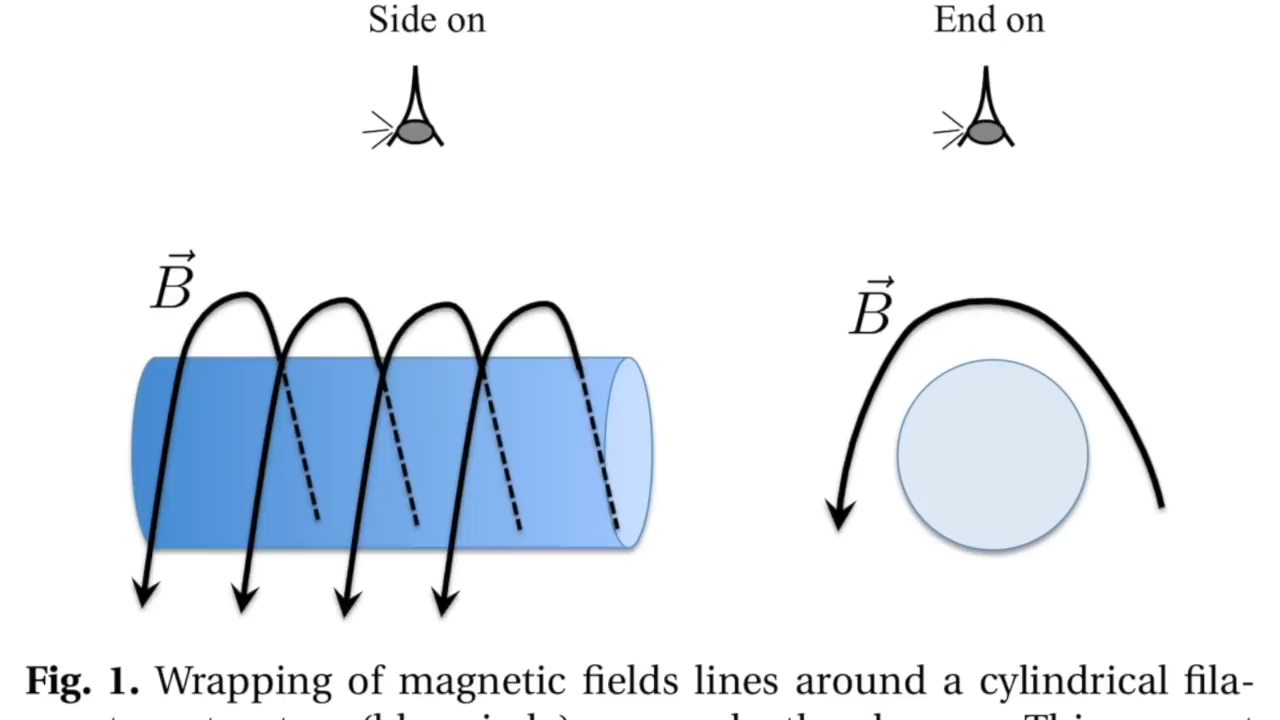 Side on
End on
B
B
Fig. 1. Wrapping of magnetic fields lines around a cylindrical fila-